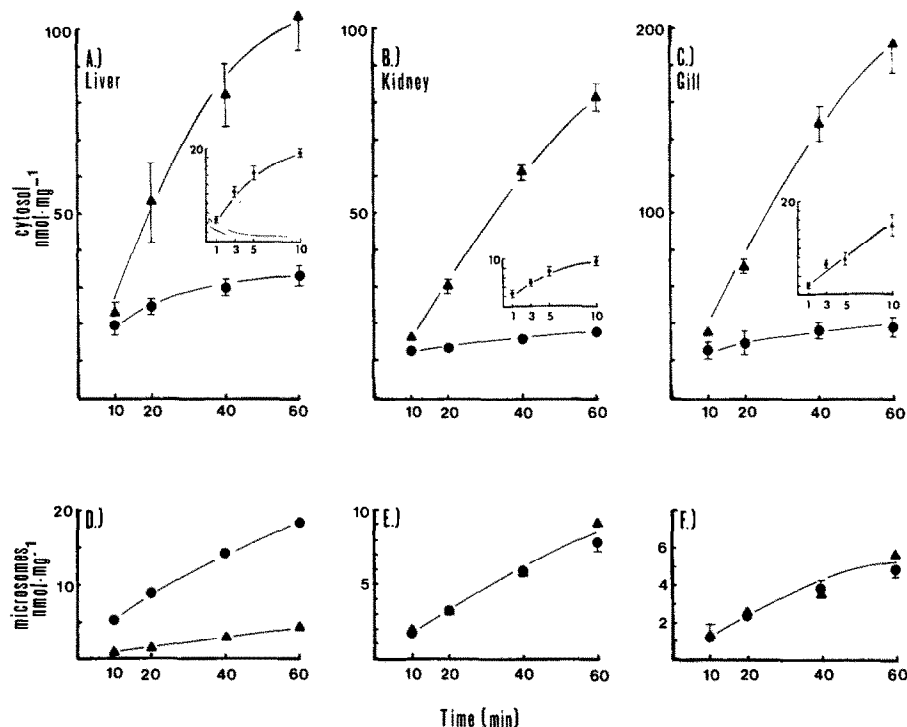 A.)
Liver
B.)
Kidney
C.)
Gill
cytosol
nmol·mg⁻¹
100
50
20
1 3 5 10
10 20 40 60
100
50
10
1 3 5 10
10 20 40 60
200
100
20
1 3 5 10
10 20 40 60
D.)
E.)
F.)
microsomes
nmol·mg⁻¹
20
10
10 20 40 60
10
5
10 20 40 60
6
4
2
10 20 40 60
Time (min)